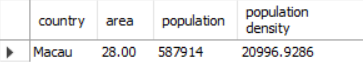 country area population population density
Macau 28.00 587914 20996.9286